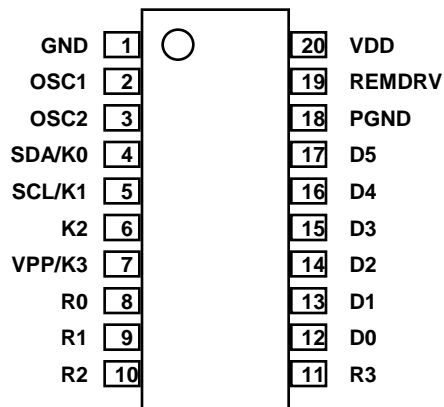 GND 1 20 VDD
OSC1 2 19 REMDRV
OSC2 3 18 PGND
SDA/K0 4 17 D5
SCL/K1 5 16 D4
K2 6 15 D3
VPP/K3 7 14 D2
R0 8 13 D1
R1 9 12 D0
R2 10 11 R3